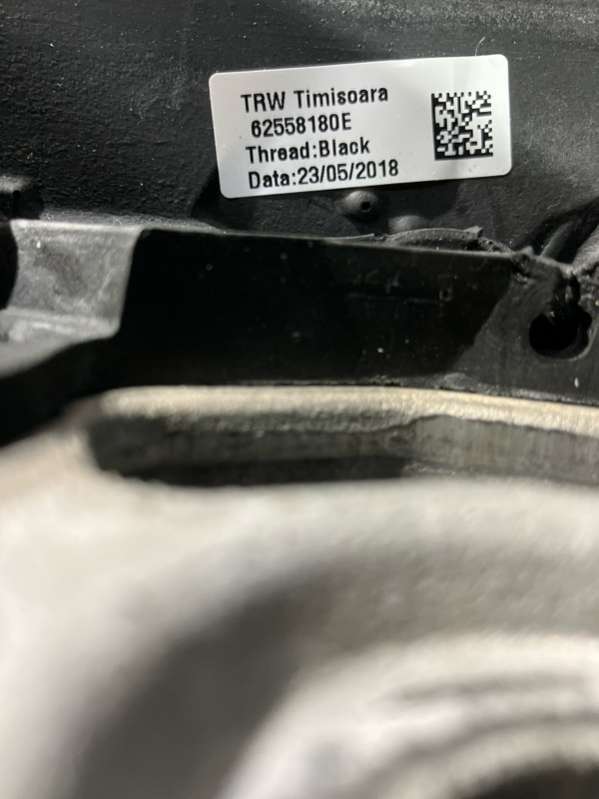 TRW Timisoara
62558180E
Thread:Black
Data:23/05/2018